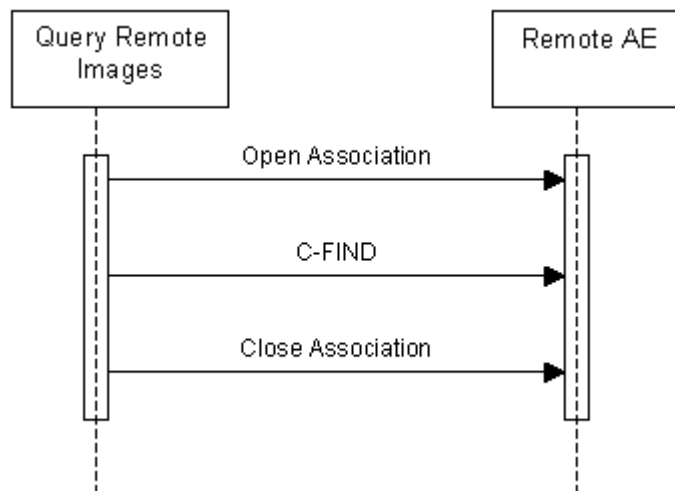 Query Remote
Images
Remote AE
Open Association
C-FIND
Close Association